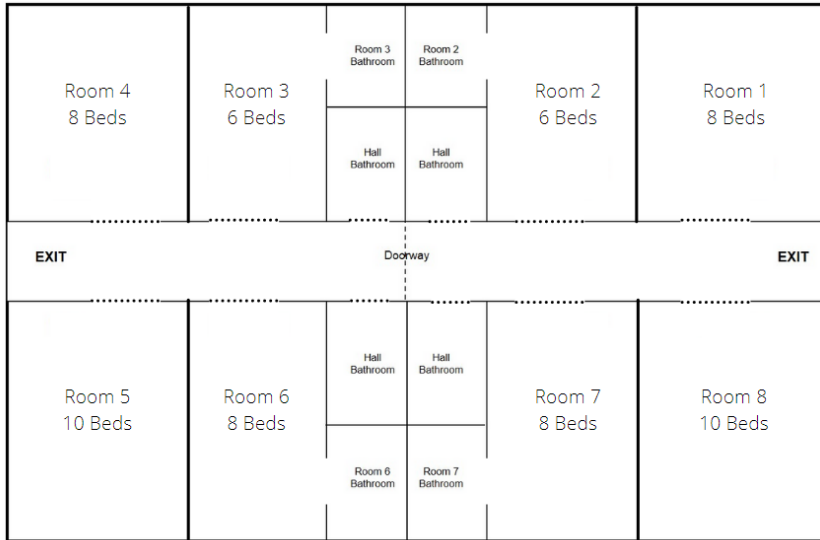 Room 4
8 Beds
Room 3
6 Beds
Room 3
Bathroom
Room 2
Bathroom
Room 2
6 Beds
Room 1
8 Beds
Hall
Bathroom
Hall
Bathroom
EXIT
Doorway
EXIT
Room 5
10 Beds
Room 6
8 Beds
Hall
Bathroom
Hall
Bathroom
Room 7
8 Beds
Room 8
10 Beds
Room 6
Bathroom
Room 7
Bathroom